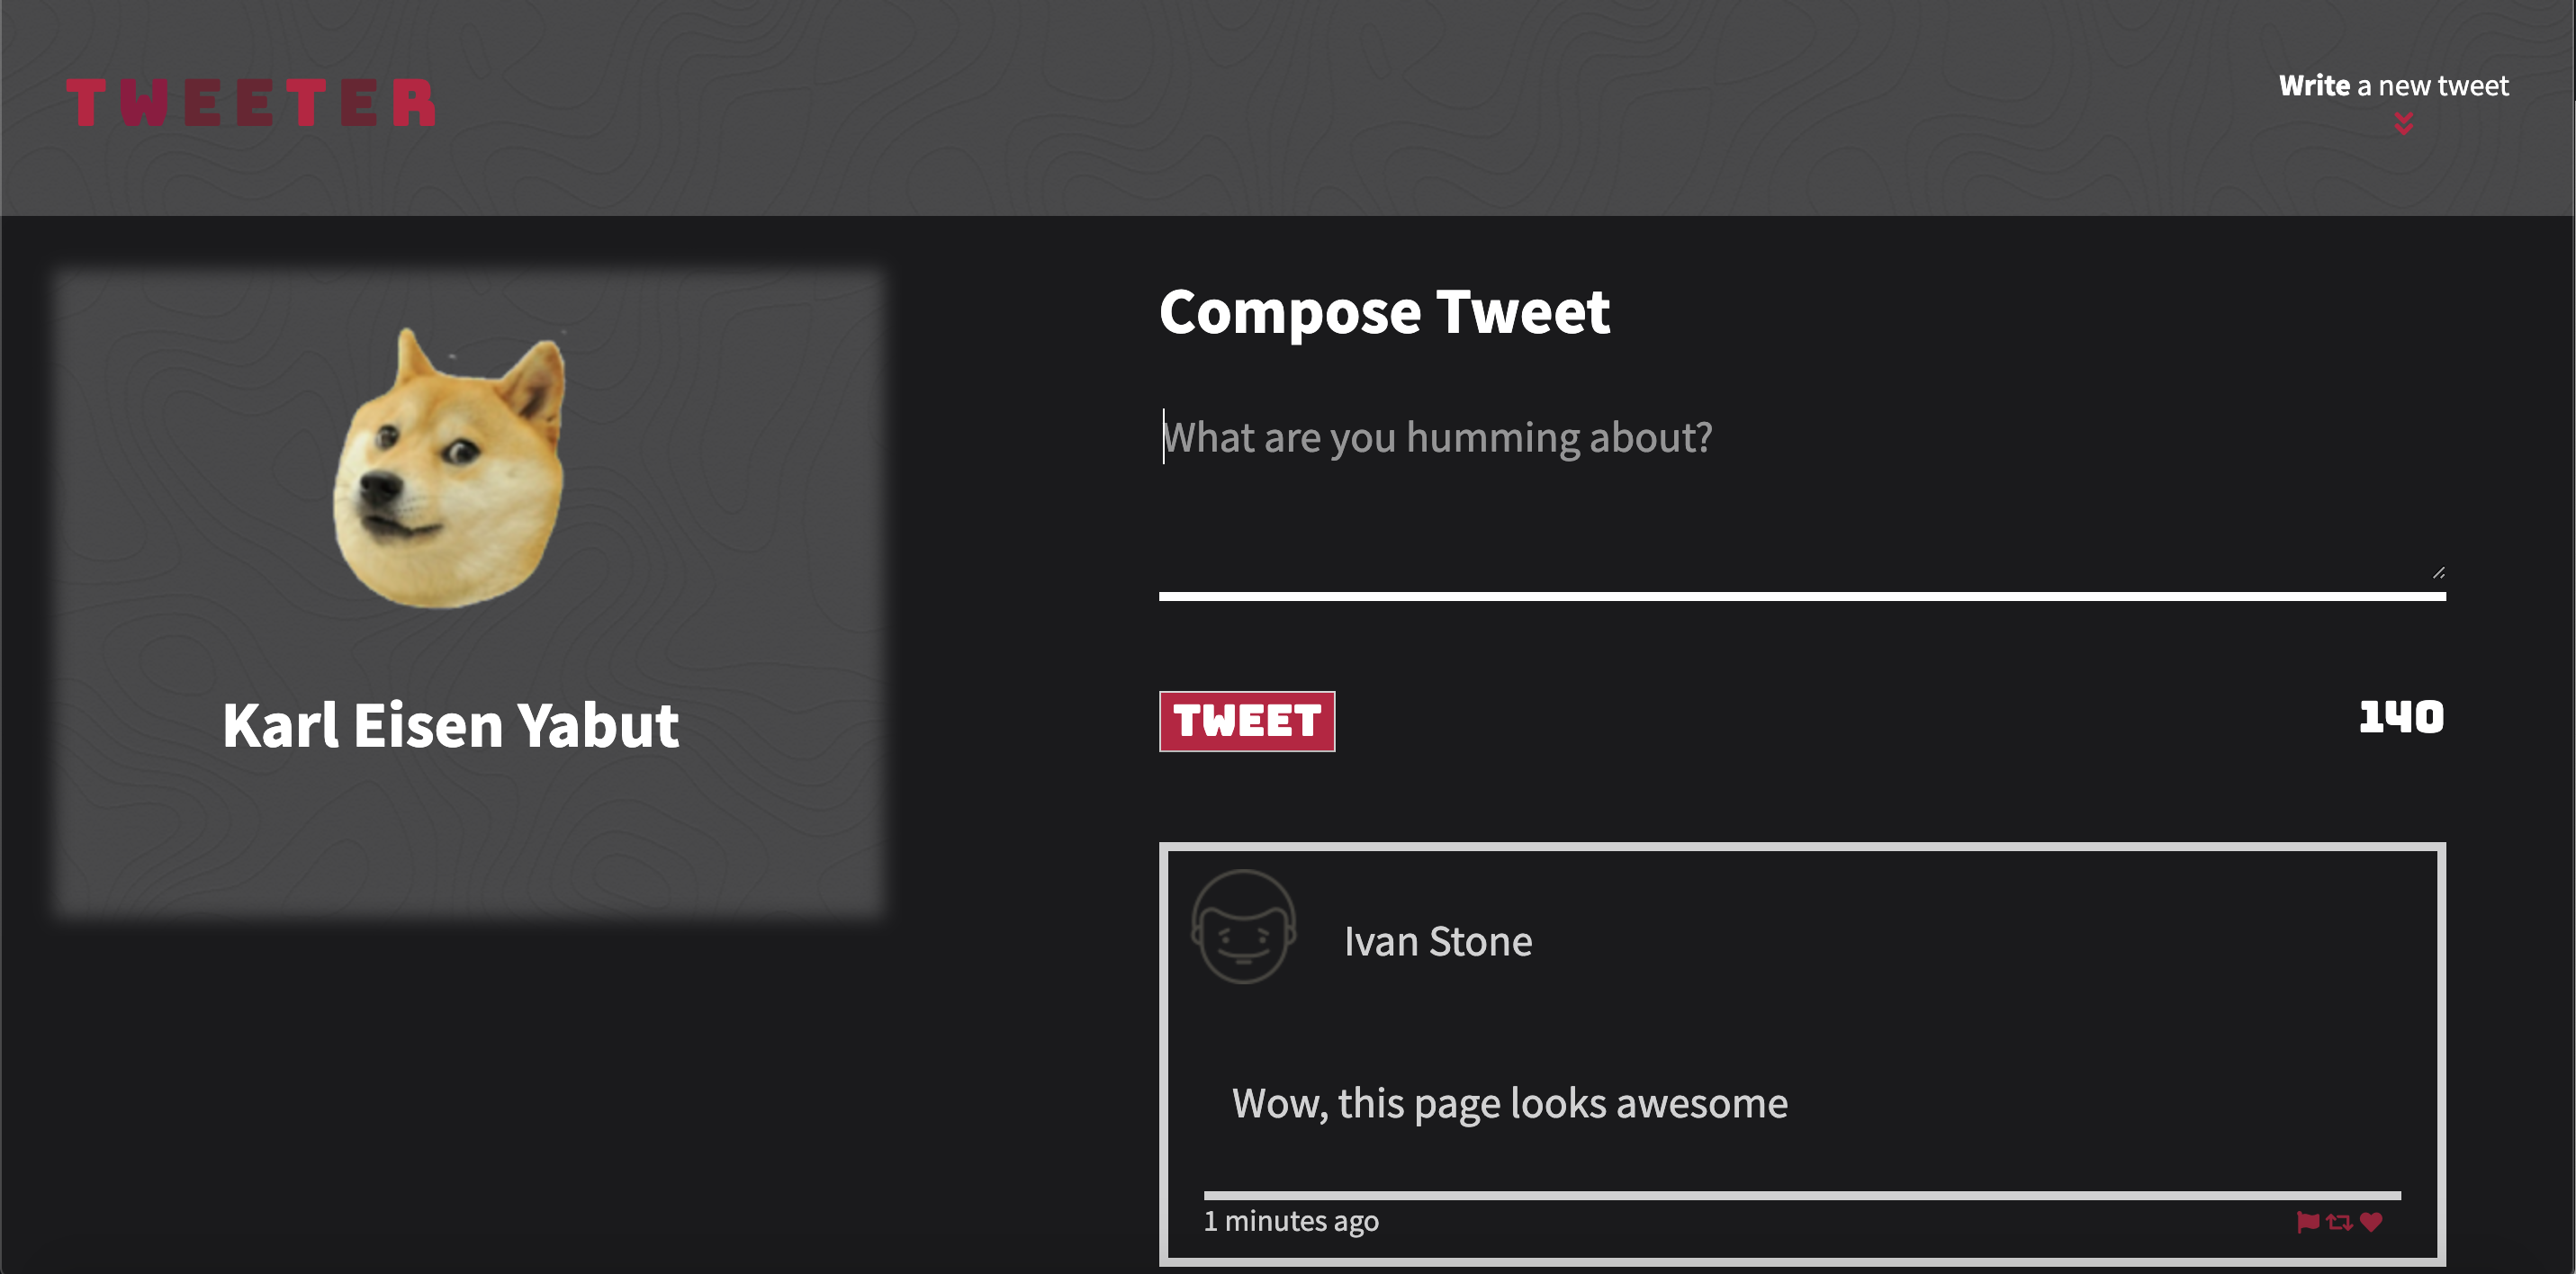 TWEETER
Write a new tweet
Karl Eisen Yabut
Compose Tweet
What are you humming about?
TWEET
140
Ivan Stone
Wow, this page looks awesome
1 minutes ago